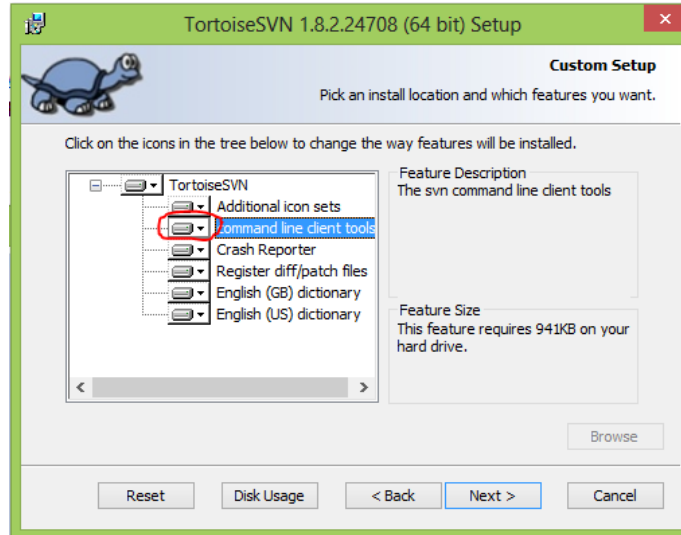 TortoiseSVN 1.8.2.24708 (64 bit) Setup
Custom Setup
Pick an install location and which features you want.
Click on the icons in the tree below to change the way features will be installed.
TortoiseSVN
Additional icon sets
command line client tools
Crash Reporter
Register diff/patch files
English (GB) dictionary
English (US) dictionary
Feature Description
The svn command line client tools
Feature Size
This feature requires 941KB on your
hard drive.
Browse
Reset
Disk Usage
< Back
Next >
Cancel